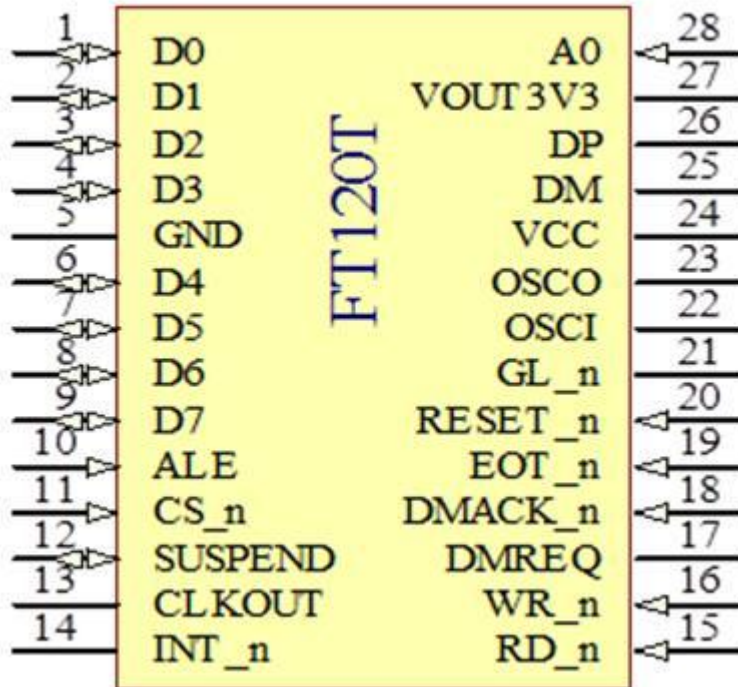 1 D0 A0 28
2 D1 VOUT3V3 27
3 D2 DP 26
4 D3 DM 25
5 GND VCC 24
6 D4 OSCO 23
7 D5 OSCI 22
8 D6 GL_n 21
9 D7 RESET_n 20
10 ALE EOT_n 19
11 CS_n DMACK_n 18
12 SUSPEND DMREQ 17
13 CLKOUT WR_n 16
14 INT_n RD_n 15
FT120T